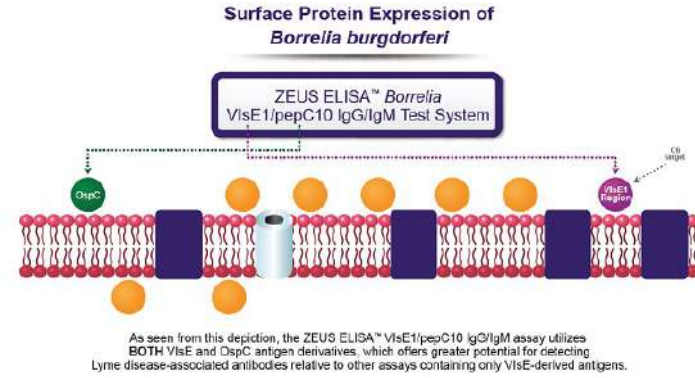 Surface Protein Expression of
Borrelia burgdorferi
ZEUS ELISA™ Borrelia
VlsE1/pepC10 IgG/IgM Test System
C6
target
OspC
VlsE1
Region
As seen from this depiction, the ZEUS ELISA™ VlsE1/pepC10 IgG/IgM assay utilizes
BOTH VlsE and OspC antigen derivatives, which offers greater potential for detecting
Lyme disease-associated antibodies relative to other assays containing only VlsE-derived antigens.